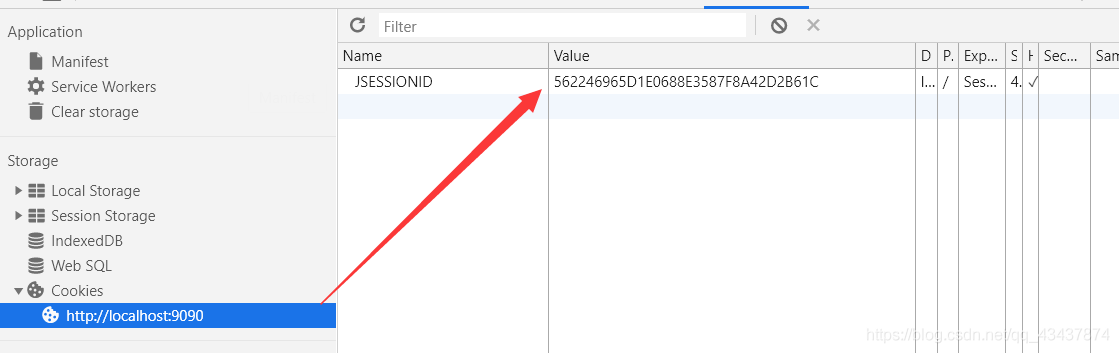 Application
Manifest
Service Workers
Clear storage
Storage
Local Storage
Session Storage
IndexedDB
Web SQL
Cookies
http://localhost:9090
Filter
Name Value D P. Exp... S H Sec... Sam
JSESSIONID 562246965D1E0688E3587F8A42D2B61C l... / Ses... 4. ✓
https://blog.csdn.net/qq_43437874